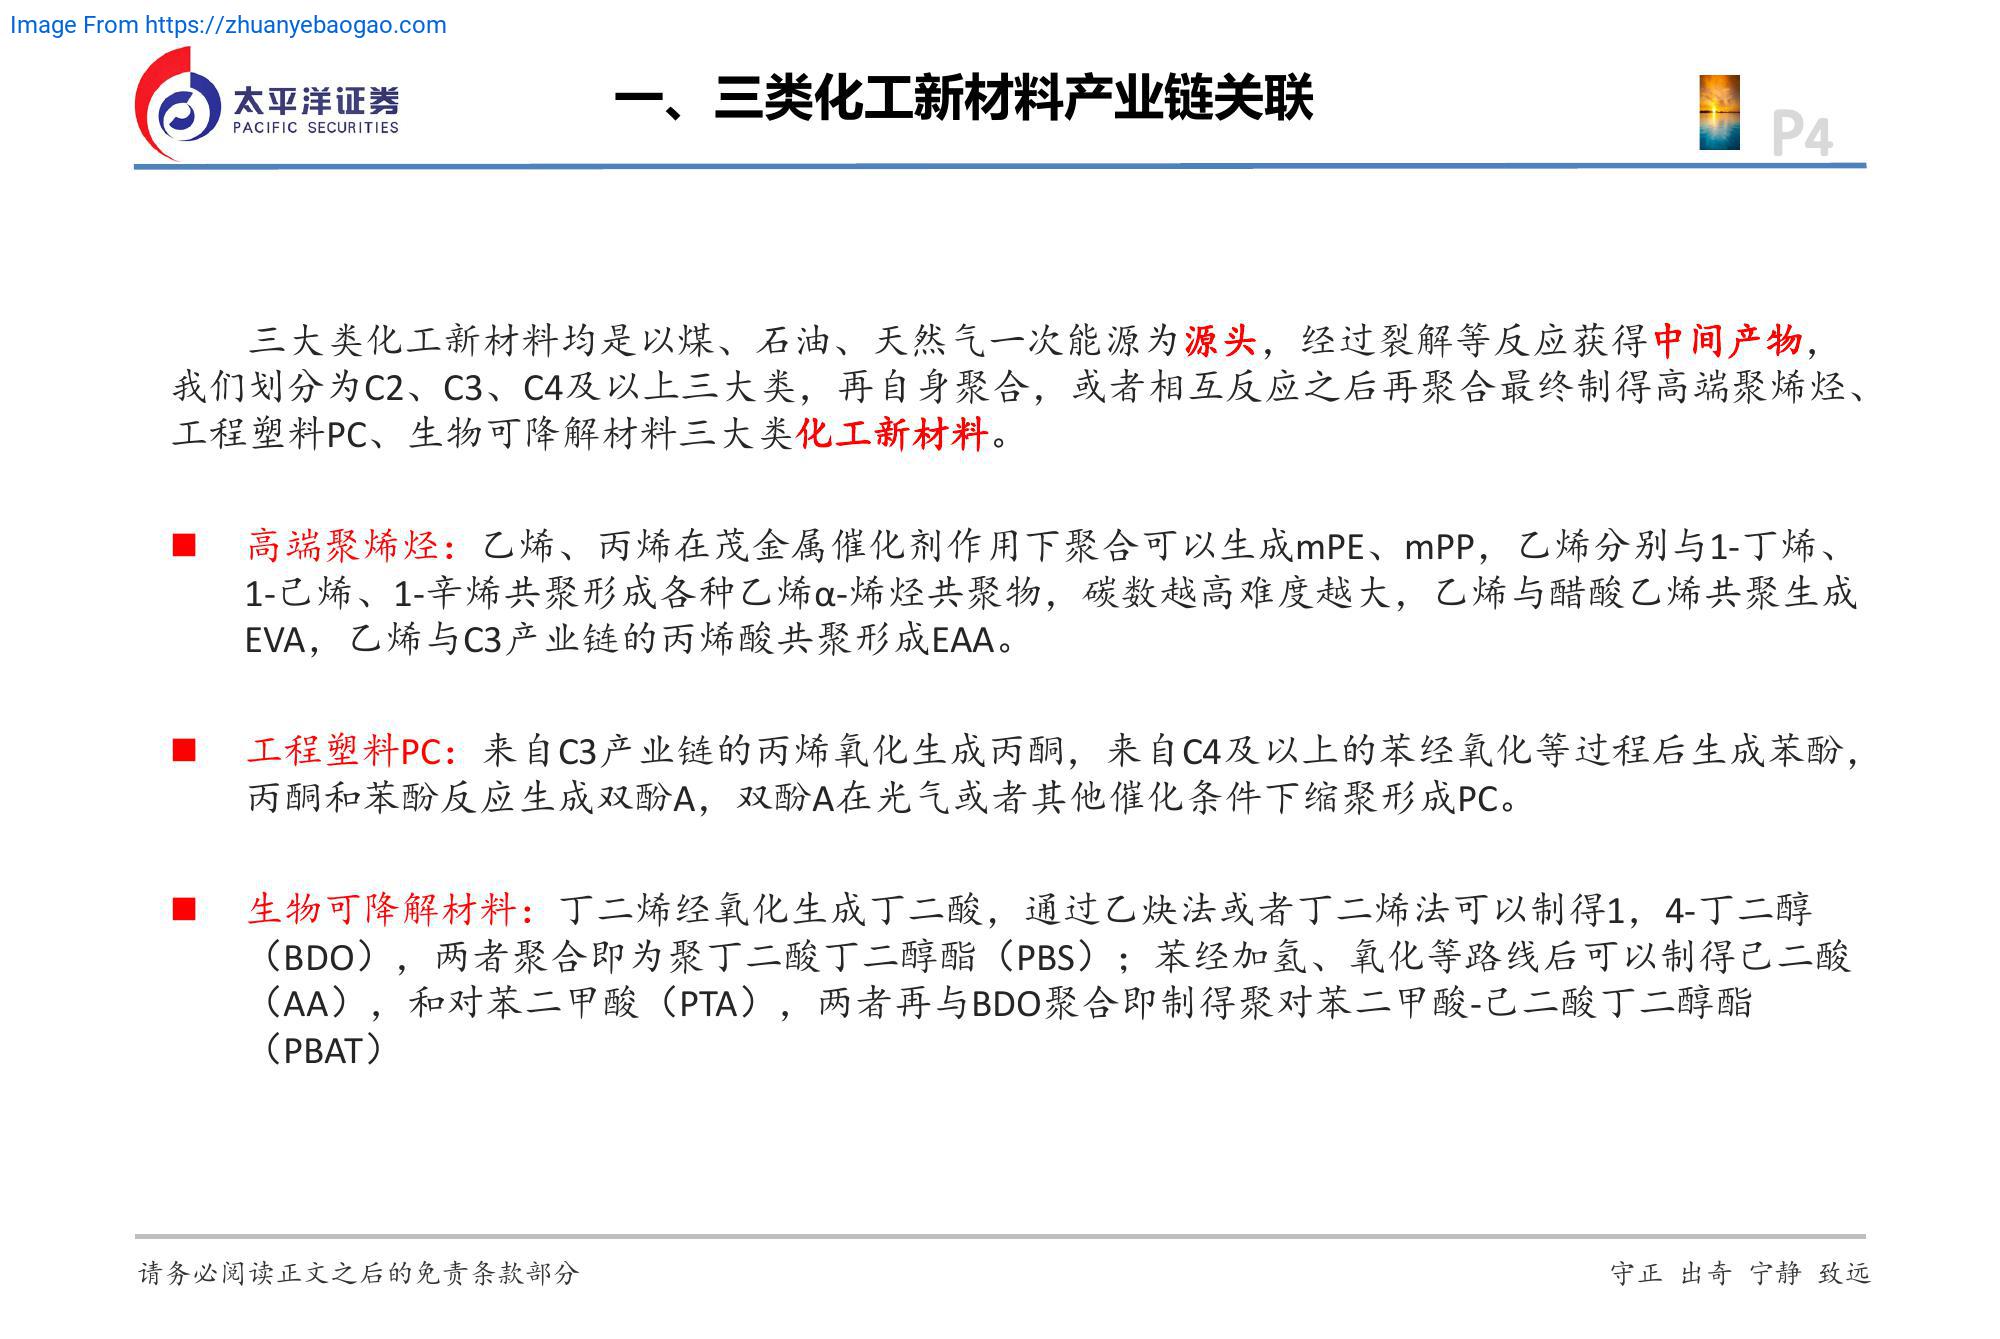 Image From https://zhuanyebaogao.com
太平洋证券
PACIFIC SECURITIES
一、三类化工新材料产业链关联
P4
三大类化工新材料均是以煤、石油、天然气一次能源为源头，经过裂解等反应获得中间产物，
我们划分为C2、C3、C4及以上三大类，再自身聚合，或者相互反应之后再聚合最终制得高端聚烯烃、
工程塑料PC、生物可降解材料三大类化工新材料。
■ 高端聚烯烃：乙烯、丙烯在茂金属催化剂作用下聚合可以生成mPE、mPP，乙烯分别与1-丁烯、
1-己烯、1-辛烯共聚形成各种乙烯α-烯烃共聚物，碳数越高难度越大，乙烯与醋酸乙烯共聚生成
EVA，乙烯与C3产业链的丙烯酸共聚形成EAA。
■ 工程塑料PC：来自C3产业链的丙烯氧化生成丙酮，来自C4及以上的苯经氧化等过程后生成苯酚，
丙酮和苯酚反应生成双酚A，双酚A在光气或者其他催化条件下缩聚形成PC。
■ 生物可降解材料：丁二烯经氧化生成丁二酸，通过乙炔法或者丁二烯法可以制得1，4-丁二醇
（BDO），两者聚合即为聚丁二酸丁二醇酯（PBS）；苯经加氢、氧化等路线后可以制得己二酸
（AA），和对苯二甲酸（PTA），两者再与BDO聚合即制得聚对苯二甲酸-己二酸丁二醇酯
（PBAT）
请务必阅读正文之后的免责条款部分
守正 出奇 宁静 致远